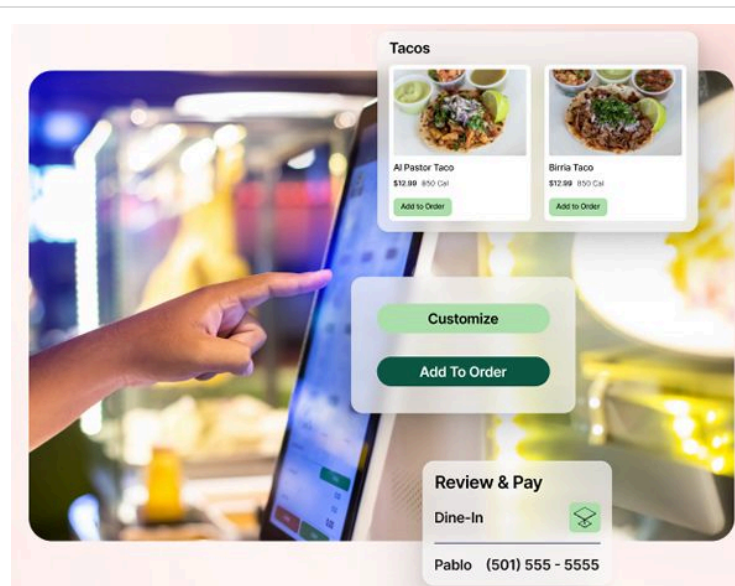 Tacos
Al Pastor Taco
$12.99 850 Cal
Add to Order
Birria Taco
$12.99 850 Cal
Add to Order
Customize
Add To Order
Review & Pay
Dine-In
Pablo (501) 555 - 5555